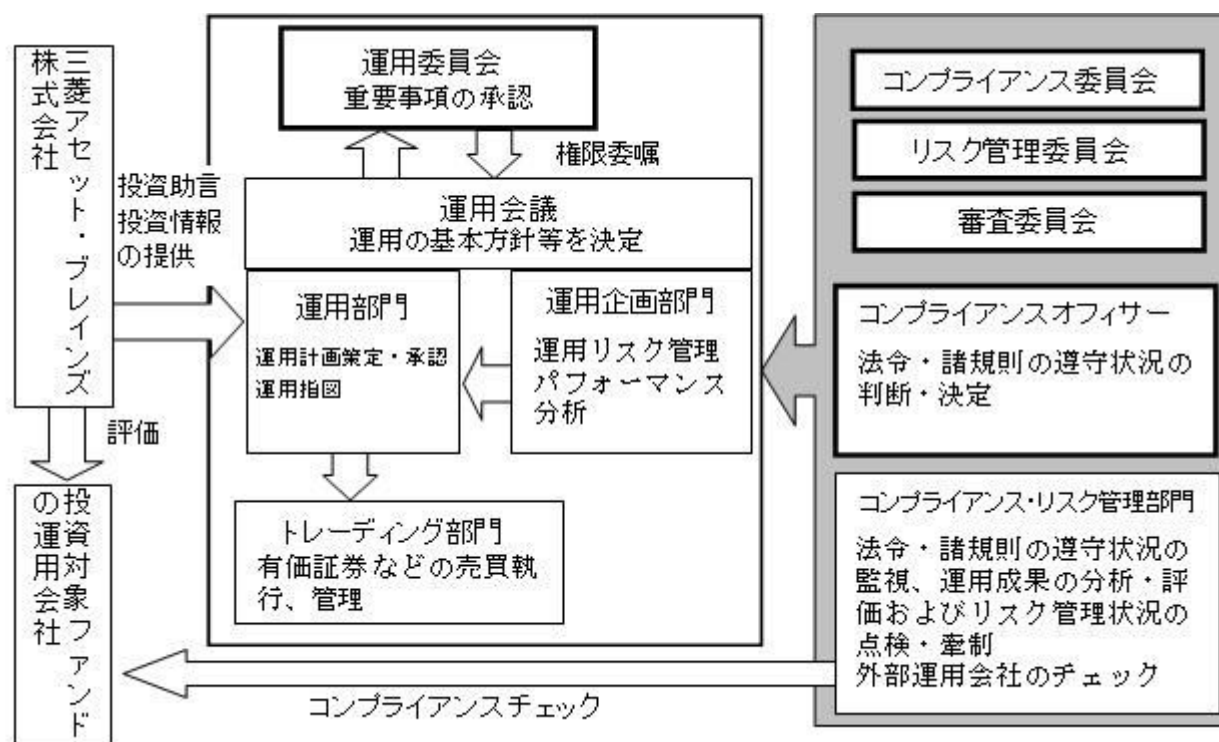 三菱アセット・ブレインズ
株式会社
投資助言
投資情報
の提供
評価
投資対象ファンド
の運用会社
運用委員会
重要事項の承認
権限委嘱
運用会議
運用の基本方針等を決定
運用部門
運用計画策定・承認
運用指図
運用企画部門
運用リスク管理
パフォーマンス
分析
トレーディング部門
有価証券などの売買執
行、管理
コンプライアンス委員会
リスク管理委員会
審査委員会
コンプライアンスオフィサー
法令・諸規則の遵守状況の
判断・決定
コンプライアンス・リスク管理部門
法令・諸規則の遵守状況の
監視、運用成果の分析・評
価およびリスク管理状況の
点検・牽制
外部運用会社のチェック
コンプライアンスチェック